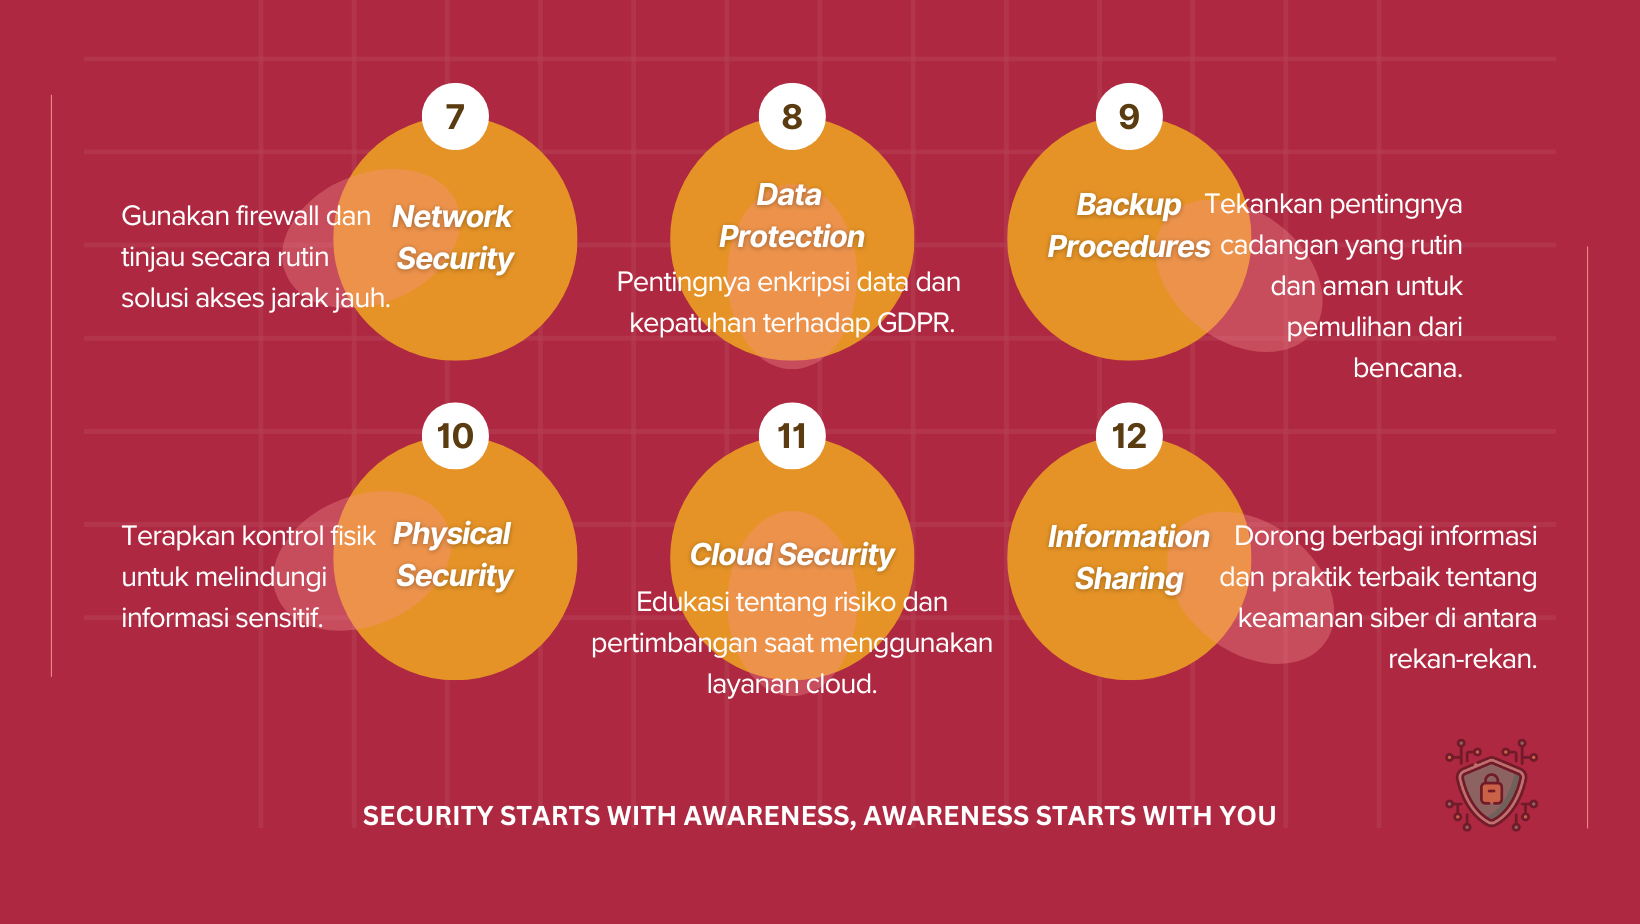 7
Network
Security
Gunakan firewall dan
tinjau secara rutin
solusi akses jarak jauh.
8
Data
Protection
Pentingnya enkripsi data dan
kepatuhan terhadap GDPR.
9
Backup
Procedures
Tekankan pentingnya
cadangan yang rutin
dan aman untuk
pemulihan dari
bencana.
10
Physical
Security
Terapkan kontrol fisik
untuk melindungi
informasi sensitif.
11
Cloud Security
Edukasi tentang risiko dan
pertimbangan saat menggunakan
layanan cloud.
12
Information
Sharing
Dorong berbagi informasi
dan praktik terbaik tentang
keamanan siber di antara
rekan-rekan.
SECURITY STARTS WITH AWARENESS, AWARENESS STARTS WITH YOU